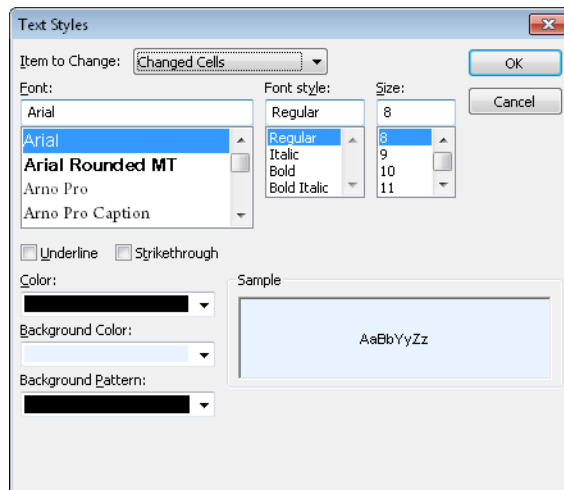 Text Styles
Item to Change: Changed Cells
OK
Cancel
Font: Font style: Size:
Arial Regular 8
Arial Regular 8
Arial Rounded MT Italic 9
Arno Pro Bold 10
Arno Pro Caption Bold Italic 11
Underline Strikethrough
Color:
Sample
Background Color:
AaBbYyZz
Background Pattern: